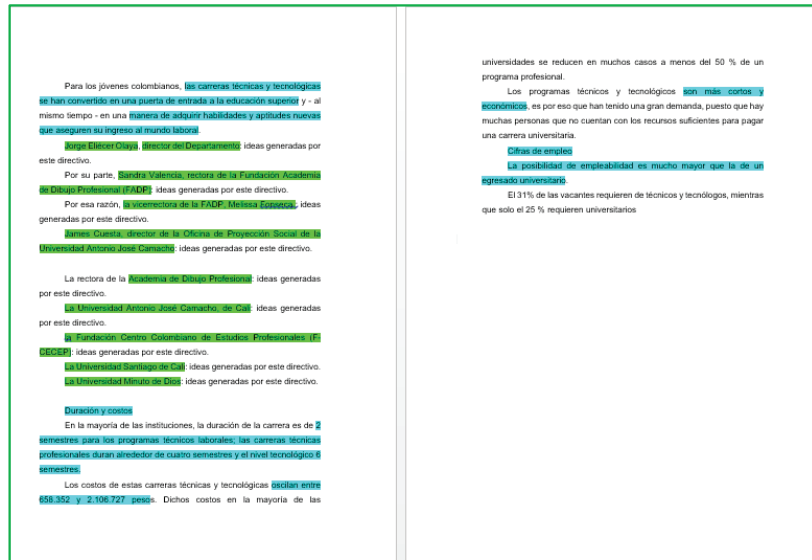 Para los jóvenes colombianos, las carreras técnicas y tecnológicas
se han convertido en una puerta de entrada a la educación superior y - al
mismo tiempo - en una manera de adquirir habilidades y aptitudes nuevas
que aseguren su ingreso al mundo laboral.
Jorge Eliécer Olaya, director del Departamento: ideas generadas por
este directivo.
Por su parte, Sandra Valencia, rectora de la Fundación Academia
de Dibujo Profesional (FADP): ideas generadas por este directivo.
Por esa razón, la vicerrectora de la FADP, Melissa Fonseca, ideas
generadas por este directivo.
James Cuesta, director de la Oficina de Proyección Social de la
Universidad Antonio José Camacho: ideas generadas por este directivo.
La rectora de la Academia de Dibujo Profesional: ideas generadas
por este directivo.
La Universidad Antonio José Camacho, de Cali: ideas generadas por
este directivo.
la Fundación Centro Colombiano de Estudios Profesionales (F-
CECEP): ideas generadas por este directivo.
La Universidad Santiago de Cali: ideas generadas por este directivo.
La Universidad Minuto de Dios: ideas generadas por este directivo.
Duración y costos
En la mayoría de las instituciones, la duración de la carrera es de 2
semestres para los programas técnicos laborales; las carreras técnicas
profesionales duran alrededor de cuatro semestres y el nivel tecnológico 6
semestres.
Los costos de estas carreras técnicas y tecnológicas oscilan entre
658.352 y 2.106.727 pesos. Dichos costos en la mayoría de las
universidades se reducen en muchos casos a menos del 50 % de un
programa profesional.
Los programas técnicos y tecnológicos son más cortos y
económicos, es por eso que han tenido una gran demanda, puesto que hay
muchas personas que no cuentan con los recursos suficientes para pagar
una carrera universitaria.
Cifras de empleo
La posibilidad de empleabilidad es mucho mayor que la de un
egresado universitario.
El 31% de las vacantes requieren de técnicos y tecnólogos, mientras
que solo el 25 % requieren universitarios